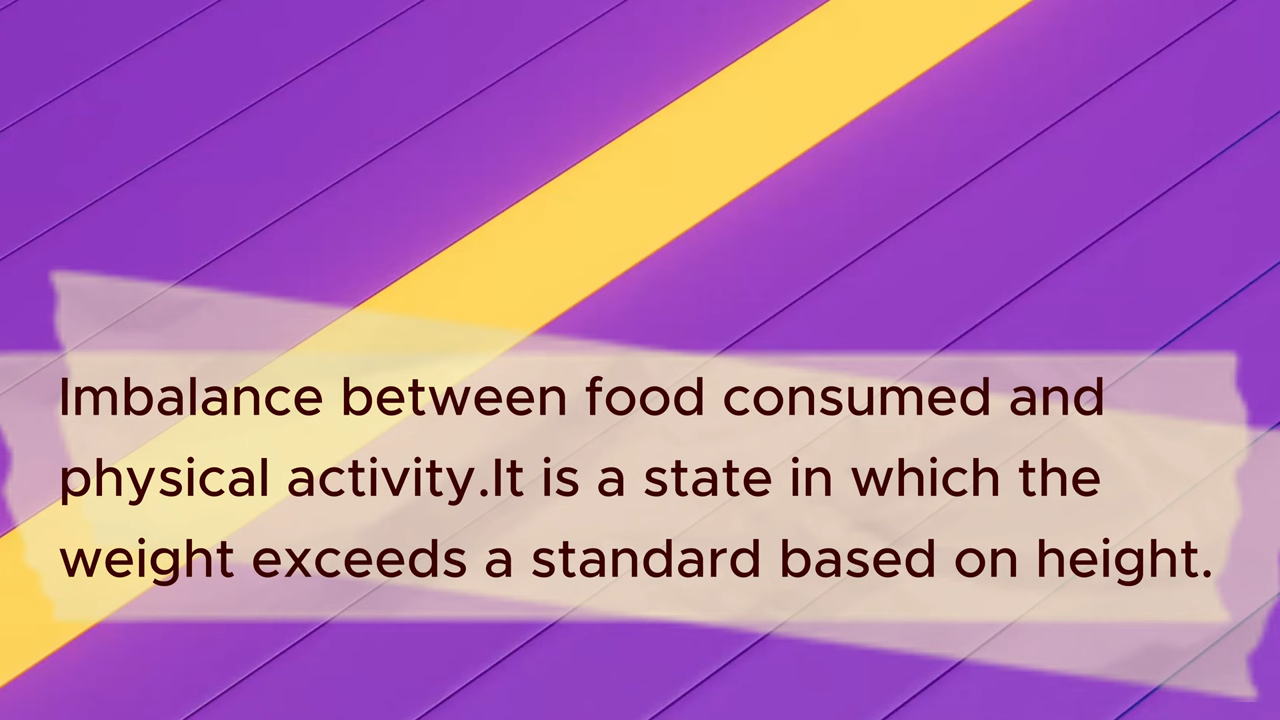 Imbalance between food consumed and
physical activity.It is a state in which the
weight exceeds a standard based on height.